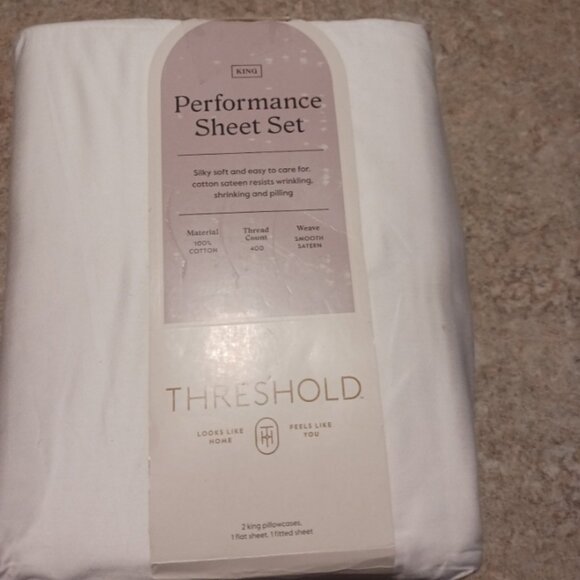 KING
Performance
Sheet Set
Silky soft and easy to care for,
cotton sateen resists wrinkling,
shrinking and pilling
Material
100%
COTTON
Thread
Count
400
Weave
SMOOTH
SATEEN
THRESHOLD™
LOOKS LIKE
HOME
TH
FEELS LIKE
YOU
2 king pillowcases,
1 flat sheet, 1 fitted sheet